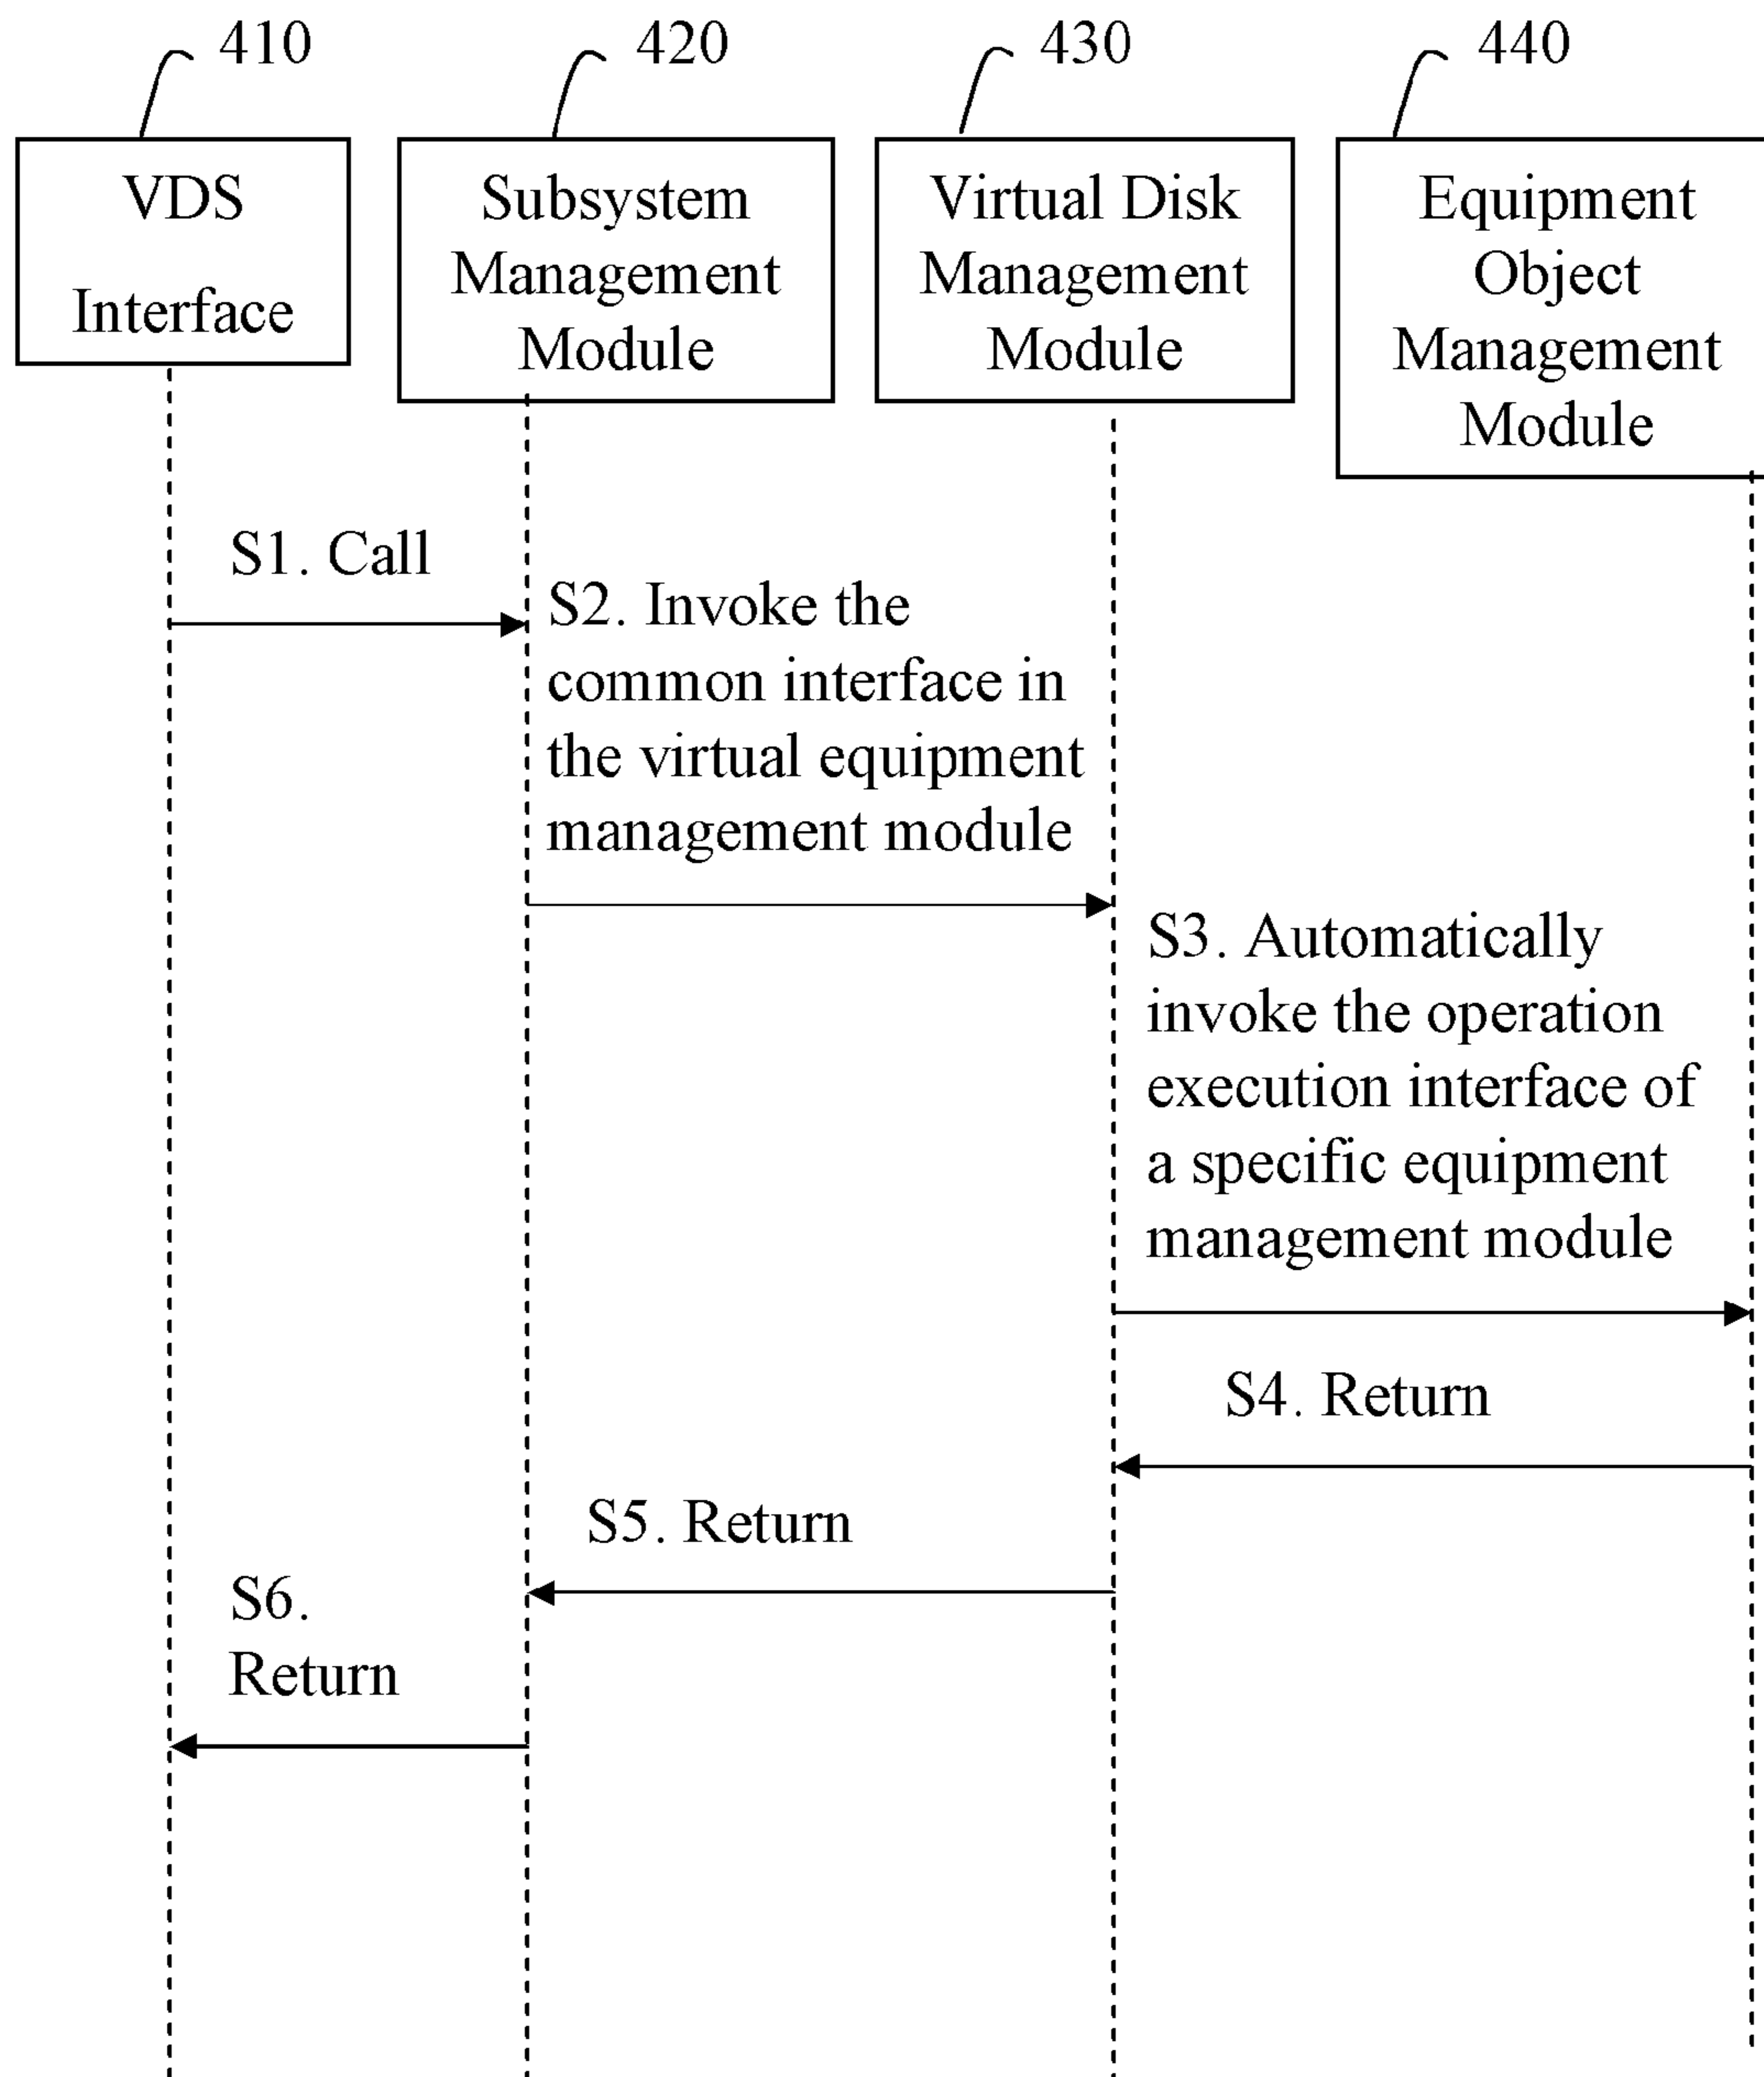 410
420
430
440
VDS
Interface
Subsystem
Management
Module
Virtual Disk
Management
Module
Equipment
Object
Management
Module
S1. Call
S2. Invoke the
common interface in
the virtual equipment
management module
S3. Automatically
invoke the operation
execution interface of
a specific equipment
management module
S4. Return
S5. Return
S6.
Return